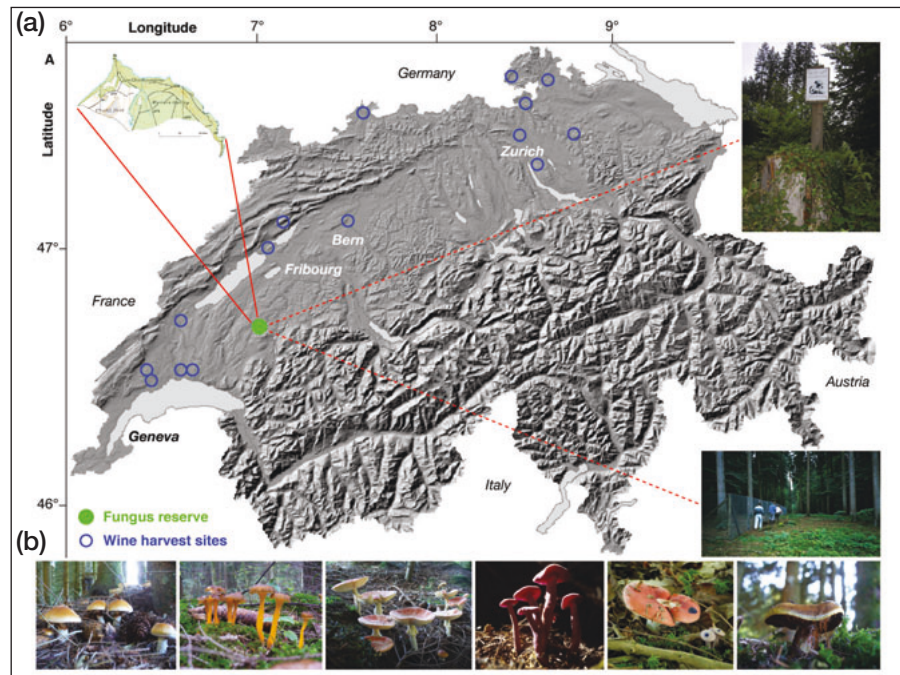 (a)
6° 7° 8° 9°
Longitude
A
Latitude
Germany
Zurich
47°
Bern
Fribourg
France
Austria
Geneva
Italy
46°
Fungus reserve
Wine harvest sites
(b)